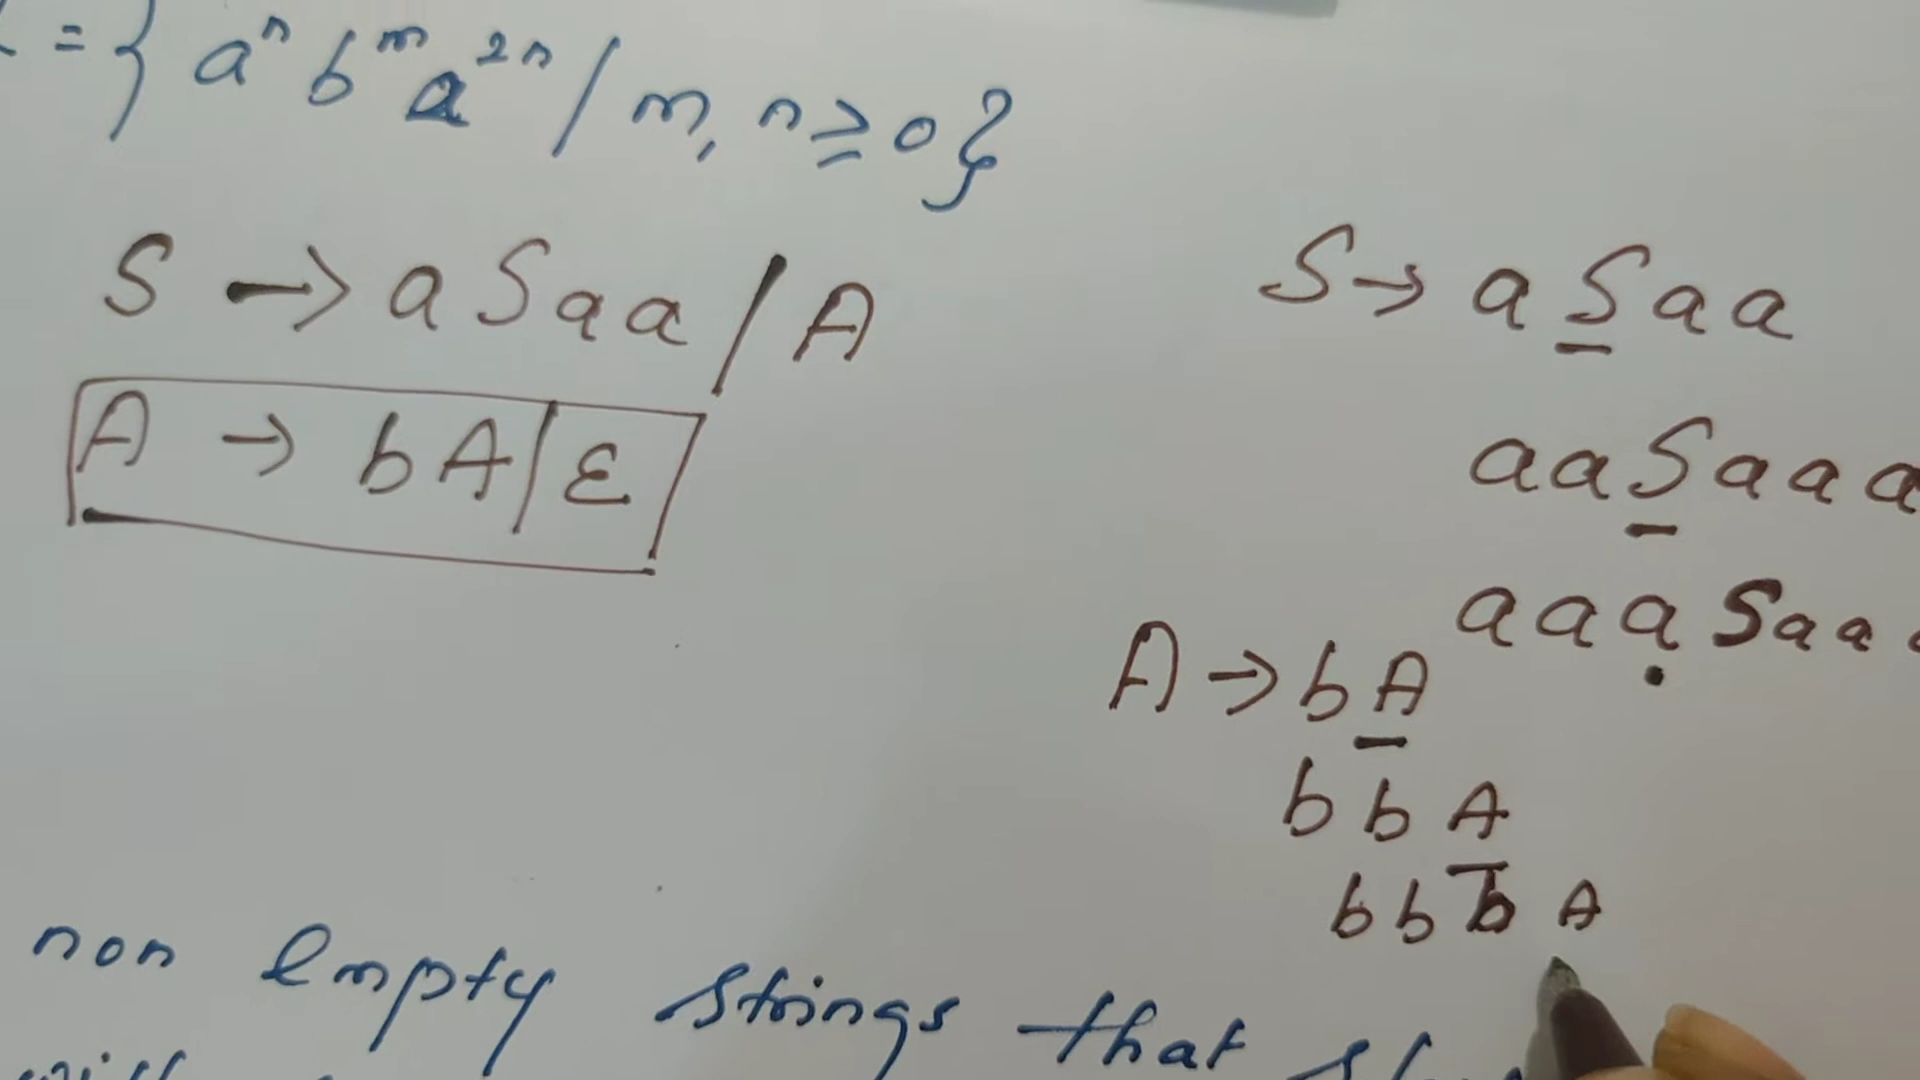 = { aⁿ bᵐ a²ⁿ / m, n ≥ 0 }
S → aSaa / A
A → bA | ε
S → aSaa
aaSaaa
aaaSaa
A → bA
bbA
bbbA
non empty strings that